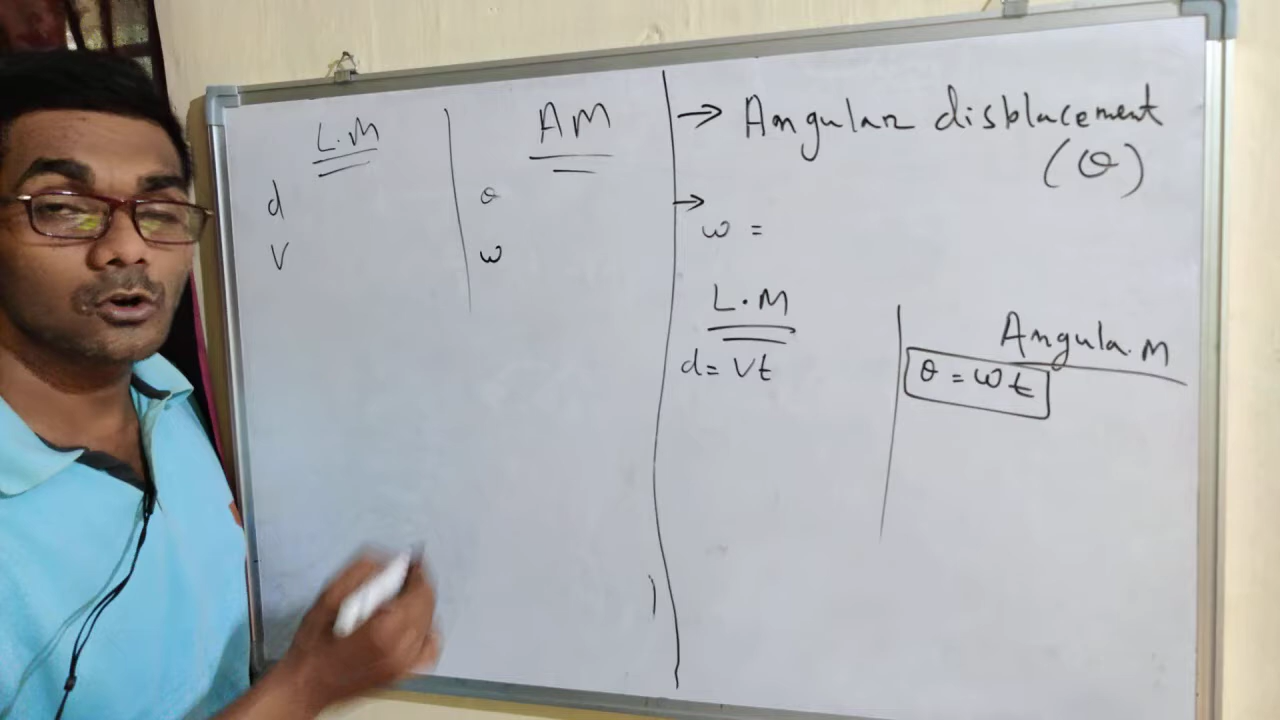 L.M
AM
d
θ
V
ω
→ Angular disblacement
(θ)
→
ω =
L.M
d = Vt
Angula.M
θ = ωt